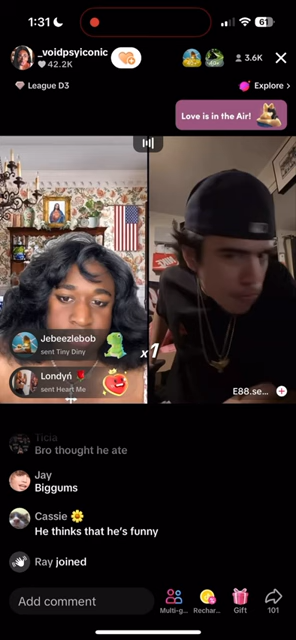 1:31
61
_voidpsyiconic
42.2K
3.6K
League D3
Explore >
Love is in the Air!
Jebeezlebob
sent Tiny Diny
x1
Londyń
sent Heart Me
E88.se...
Ticia
Bro thought he ate
Jay
Biggums
Cassie
He thinks that he's funny
Ray joined
Add comment
Multi-g...
Rechar...
Gift
101